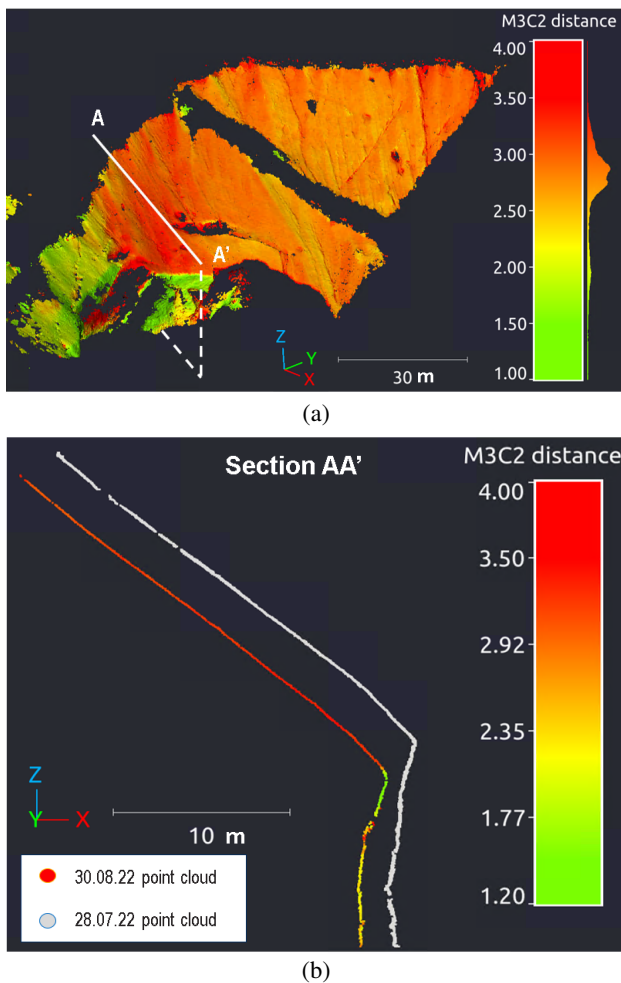 M3C2 distance
4.00
3.50
3.00
2.50
2.00
1.50
1.00
A
A'
Z
Y
X
30 m
(a)
Section AA’
M3C2 distance
4.00
3.50
2.92
2.35
1.77
1.20
Z
Y
X
10 m
30.08.22 point cloud
28.07.22 point cloud
(b)